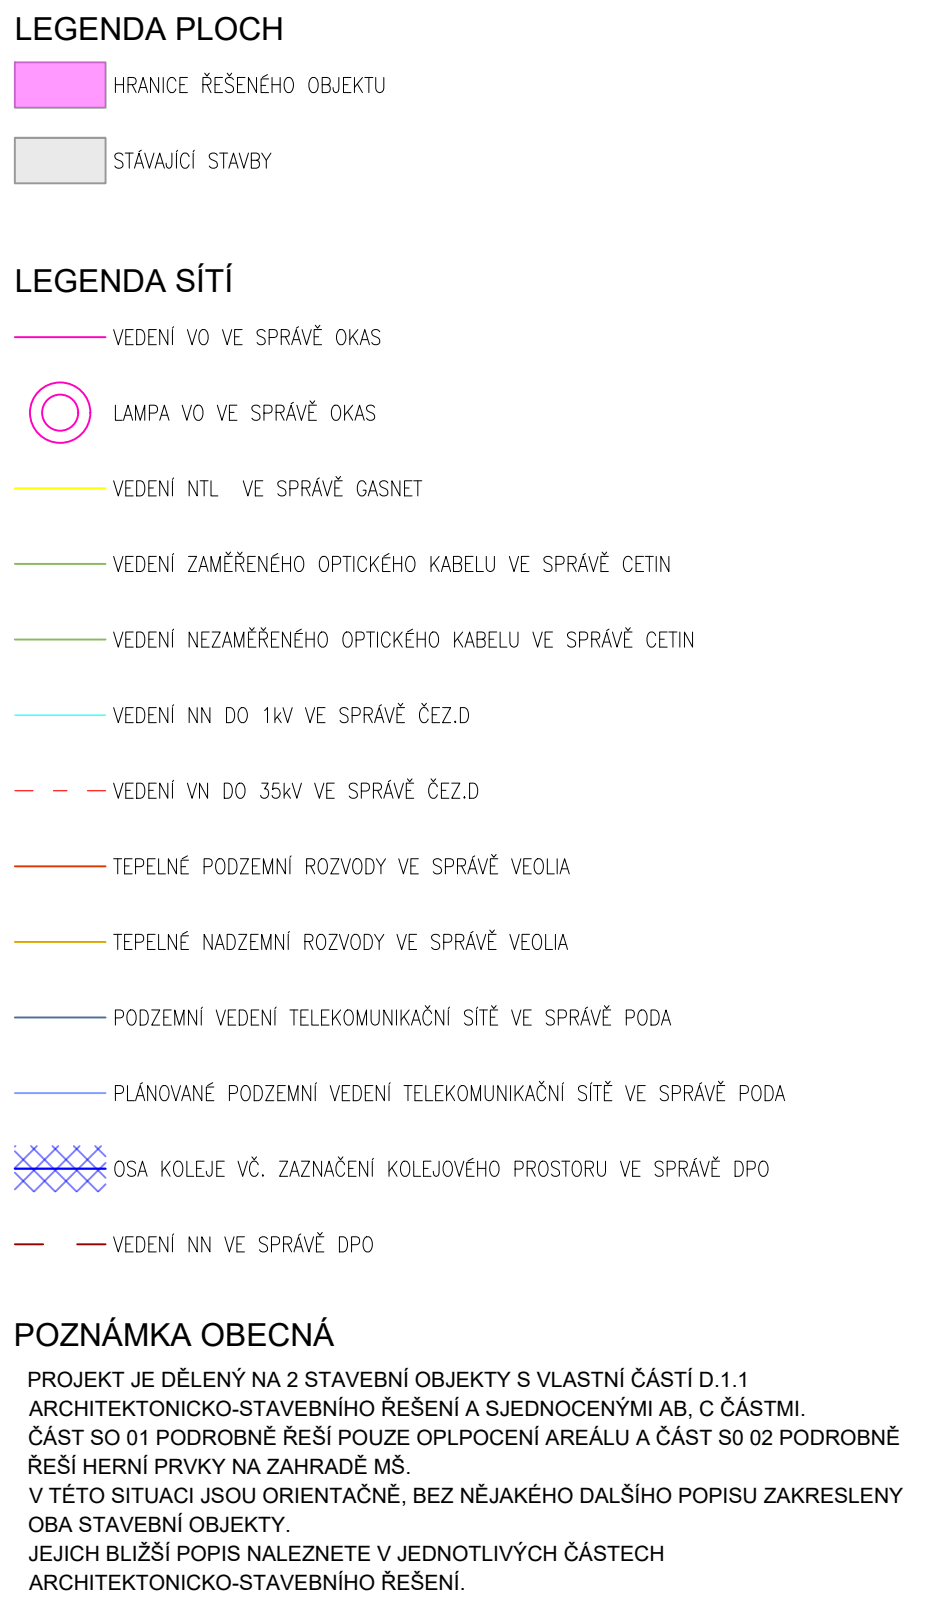 LEGENDA PLOCH
HRANICE ŘEŠENÉHO OBJEKTU
STÁVAJÍCÍ STAVBY
LEGENDA SÍTÍ
VEDENÍ VO VE SPRÁVĚ OKAS
LAMPA VO VE SPRÁVĚ OKAS
VEDENÍ NTL VE SPRÁVĚ GASNET
VEDENÍ ZAMĚŘENÉHO OPTICKÉHO KABELU VE SPRÁVĚ CETIN
VEDENÍ NEZAMĚŘENÉHO OPTICKÉHO KABELU VE SPRÁVĚ CETIN
VEDENÍ NN DO 1kV VE SPRÁVĚ ČEZ.D
VEDENÍ VN DO 35kV VE SPRÁVĚ ČEZ.D
TEPELNÉ PODZEMNÍ ROZVODY VE SPRÁVĚ VEOLIA
TEPELNÉ NADZEMNÍ ROZVODY VE SPRÁVĚ VEOLIA
PODZEMNÍ VEDENÍ TELEKOMUNIKAČNÍ SÍTĚ VE SPRÁVĚ PODA
PLÁNOVANÉ PODZEMNÍ VEDENÍ TELEKOMUNIKAČNÍ SÍTĚ VE SPRÁVĚ PODA
OSA KOLEJE VČ. ZAZNAČENÍ KOLEJOVÉHO PROSTORU VE SPRÁVĚ DPO
VEDENÍ NN VE SPRÁVĚ DPO
POZNÁMKA OBECNÁ
PROJEKT JE DĚLENÝ NA 2 STAVEBNÍ OBJEKTY S VLASTNÍ ČÁSTÍ D.1.1
ARCHITEKTONICKO-STAVEBNÍHO ŘEŠENÍ A SJEDNOCENÝMI AB, C ČÁSTMI.
ČÁST SO 01 PODROBNĚ ŘEŠÍ POUZE OPLPOCENÍ AREÁLU A ČÁST S0 02 PODROBNĚ
ŘEŠÍ HERNÍ PRVKY NA ZAHRADĚ MŠ.
V TÉTO SITUACI JSOU ORIENTAČNĚ, BEZ NĚJAKÉHO DALŠÍHO POPISU ZAKRESLENY
OBA STAVEBNÍ OBJEKTY.
JEJICH BLIŽŠÍ POPIS NALEZNETE V JEDNOTLIVÝCH ČÁSTECH
ARCHITEKTONICKO-STAVEBNÍHO ŘEŠENÍ.